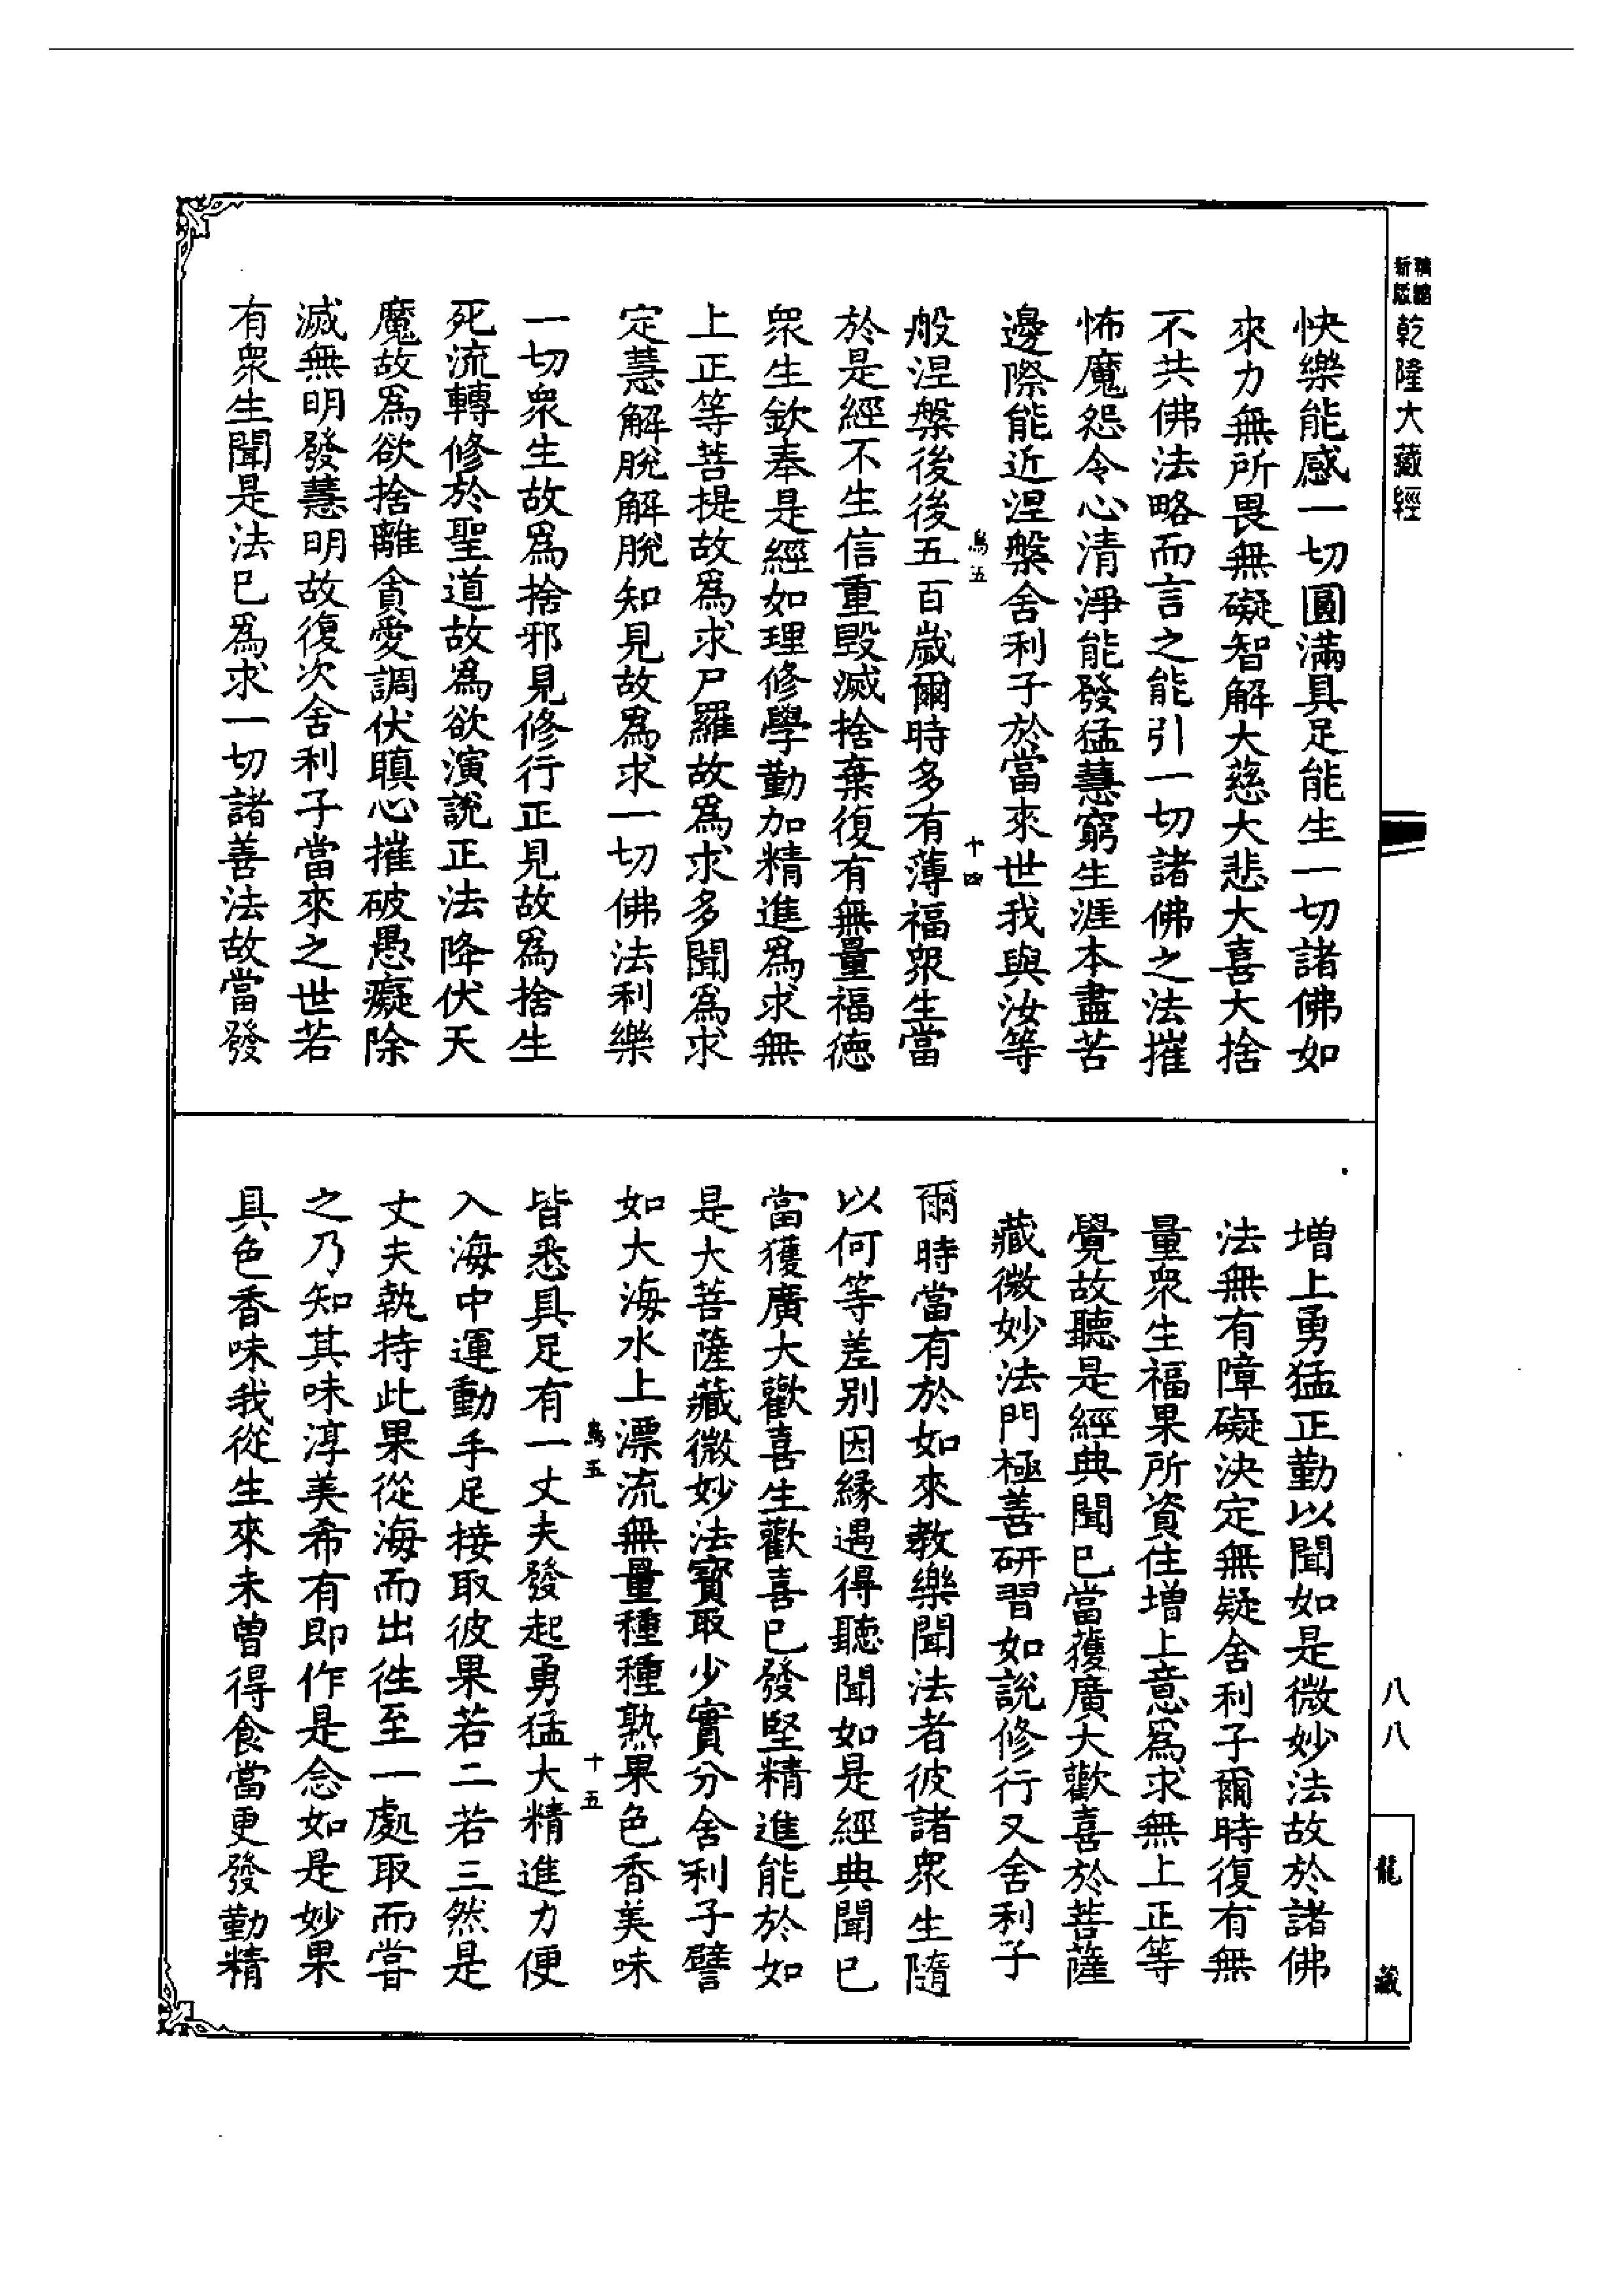 新版
精縮
乾隆大藏經
快樂能感一切圓滿具足能生一切諸佛如
來力無所畏無礙智解大慈大悲大喜大捨
不共佛法略而言之能引一切諸佛之法摧
怖魔怨令心清淨能發猛慧窮生涯本盡苦
邊際能近涅槃舍利子於當來世我與汝等
烏五
十四
般涅槃後後五百歲爾時多有薄福眾生當
於是經不生信重毀滅捨棄復有無量福德
眾生欽奉是經如理修學勤加精進為求無
上正等菩提故為求尸羅故為求多聞為求
定慧解脫解脫知見故為求一切佛法利樂
一切眾生故為捨邪見修行正見故為捨生
死流轉修於聖道故為欲演說正法降伏天
魔故為欲捨離貪愛調伏瞋心摧破愚癡除
滅無明發慧明故復次舍利子當來之世若
有眾生聞是法已為求一切諸善法故當發
增上勇猛正勤以聞如是微妙法故於諸佛
法無有障礙決定無疑舍利子爾時復有無
量眾生福果所資住增上意為求無上正等
覺故聽是經典聞已當獲廣大歡喜於菩薩
藏微妙法門極善研習如說修行又舍利子
爾時當有於如來教樂聞法者彼諸眾生隨
以何等差別因緣遇得聽聞如是經典聞已
當獲廣大歡喜生歡喜已發堅精進能於如
是大菩薩藏微妙法寶取少實分舍利子譬
如大海水上漂流無量種種熟果色香美味
烏五
十五
皆悉具足有一丈夫發起勇猛大精進力便
入海中運動手足接取彼果若二若三然是
丈夫執持此果從海而出往至一處取而甞
之乃知其味淳美希有即作是念如是妙果
具色香味我從生來未曾得食當更發勤精
八八
龍藏